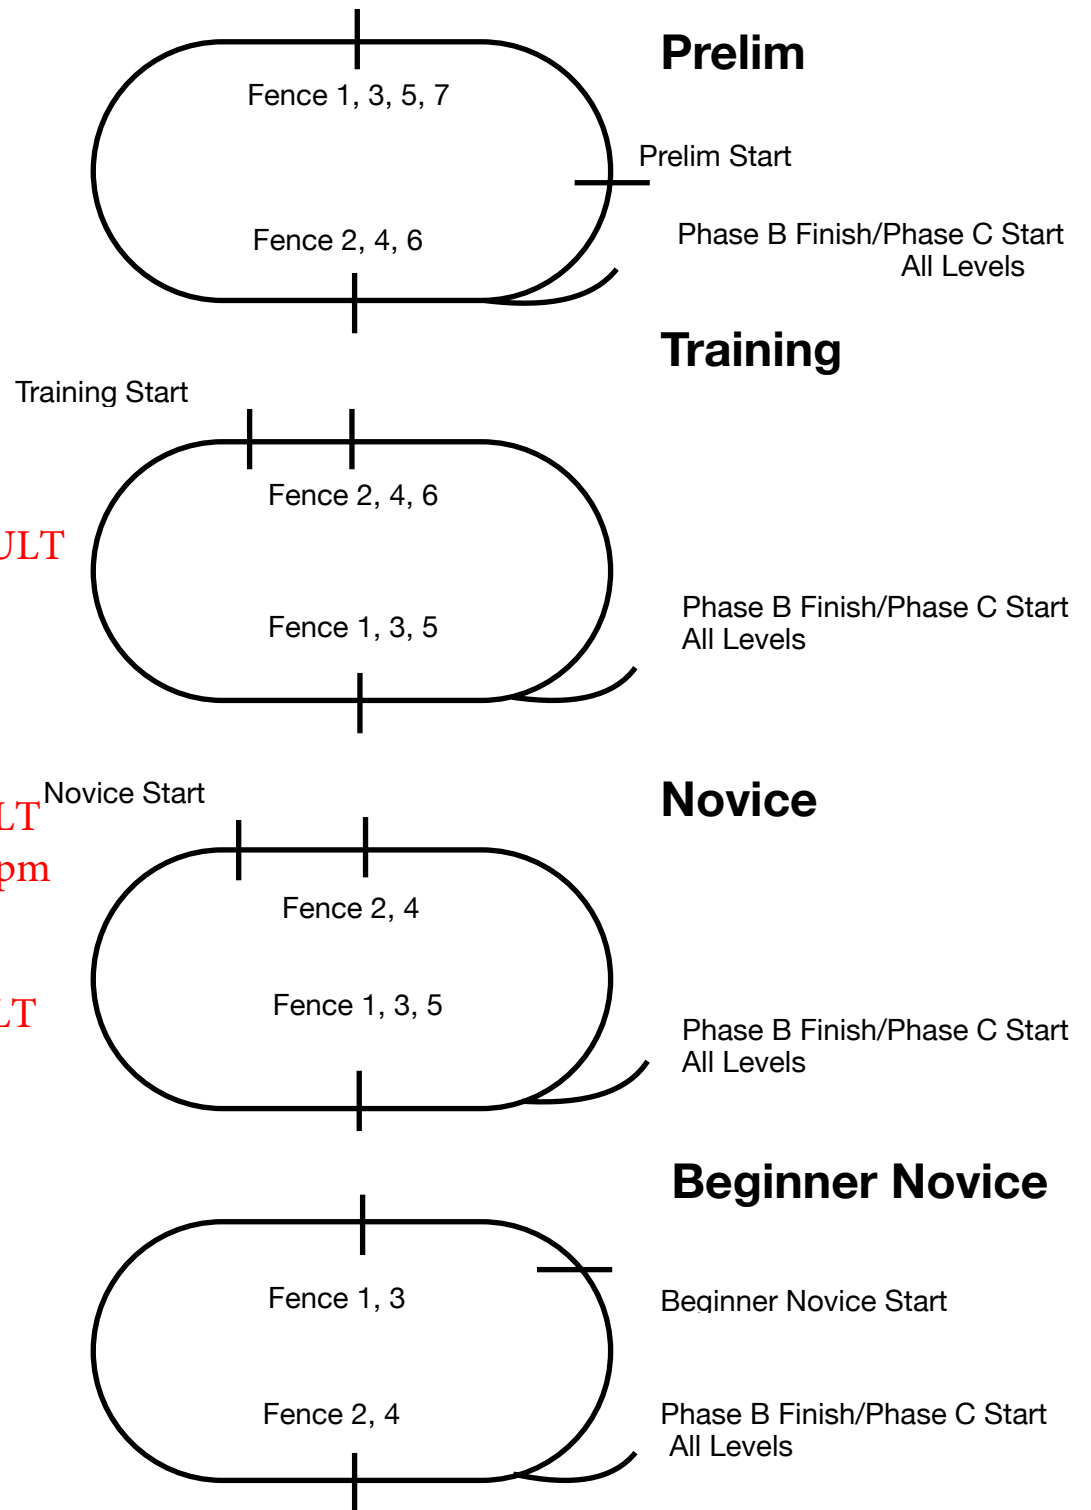 Prelim
Fence 1, 3, 5, 7
Prelim Start
Fence 2, 4, 6
Phase B Finish/Phase C Start
All Levels
Training
Training Start
Fence 2, 4, 6
ULT
Fence 1, 3, 5
Phase B Finish/Phase C Start
All Levels
Novice Start
Novice
LT
pm
Fence 2, 4
Fence 1, 3, 5
LT
Phase B Finish/Phase C Start
All Levels
Beginner Novice
Fence 1, 3
Beginner Novice Start
Fence 2, 4
Phase B Finish/Phase C Start
All Levels